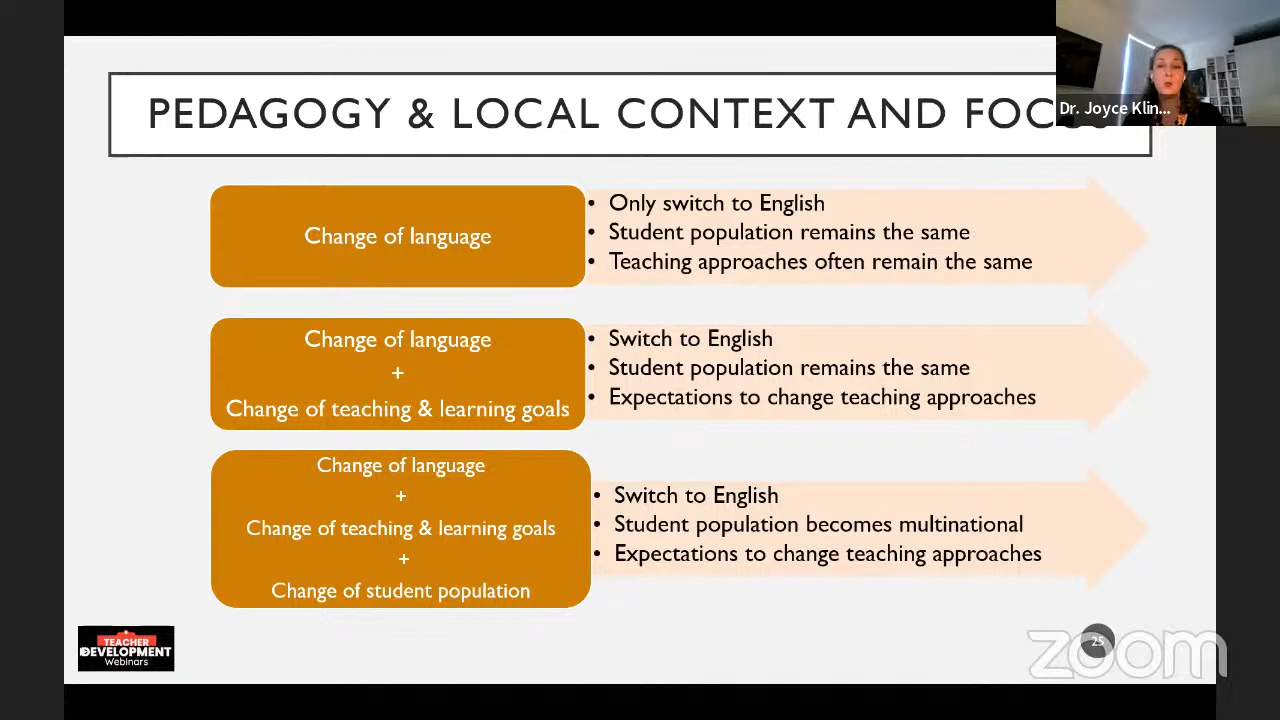 PEDAGOGY & LOCAL CONTEXT AND FOCUS
Dr. Joyce Klin...
Change of language
• Only switch to English
• Student population remains the same
• Teaching approaches often remain the same
Change of language
+
Change of teaching & learning goals
• Switch to English
• Student population remains the same
• Expectations to change teaching approaches
Change of language
+
Change of teaching & learning goals
+
Change of student population
• Switch to English
• Student population becomes multinational
• Expectations to change teaching approaches
TEACHER
DEVELOPMENT
Webinars
25
zoom